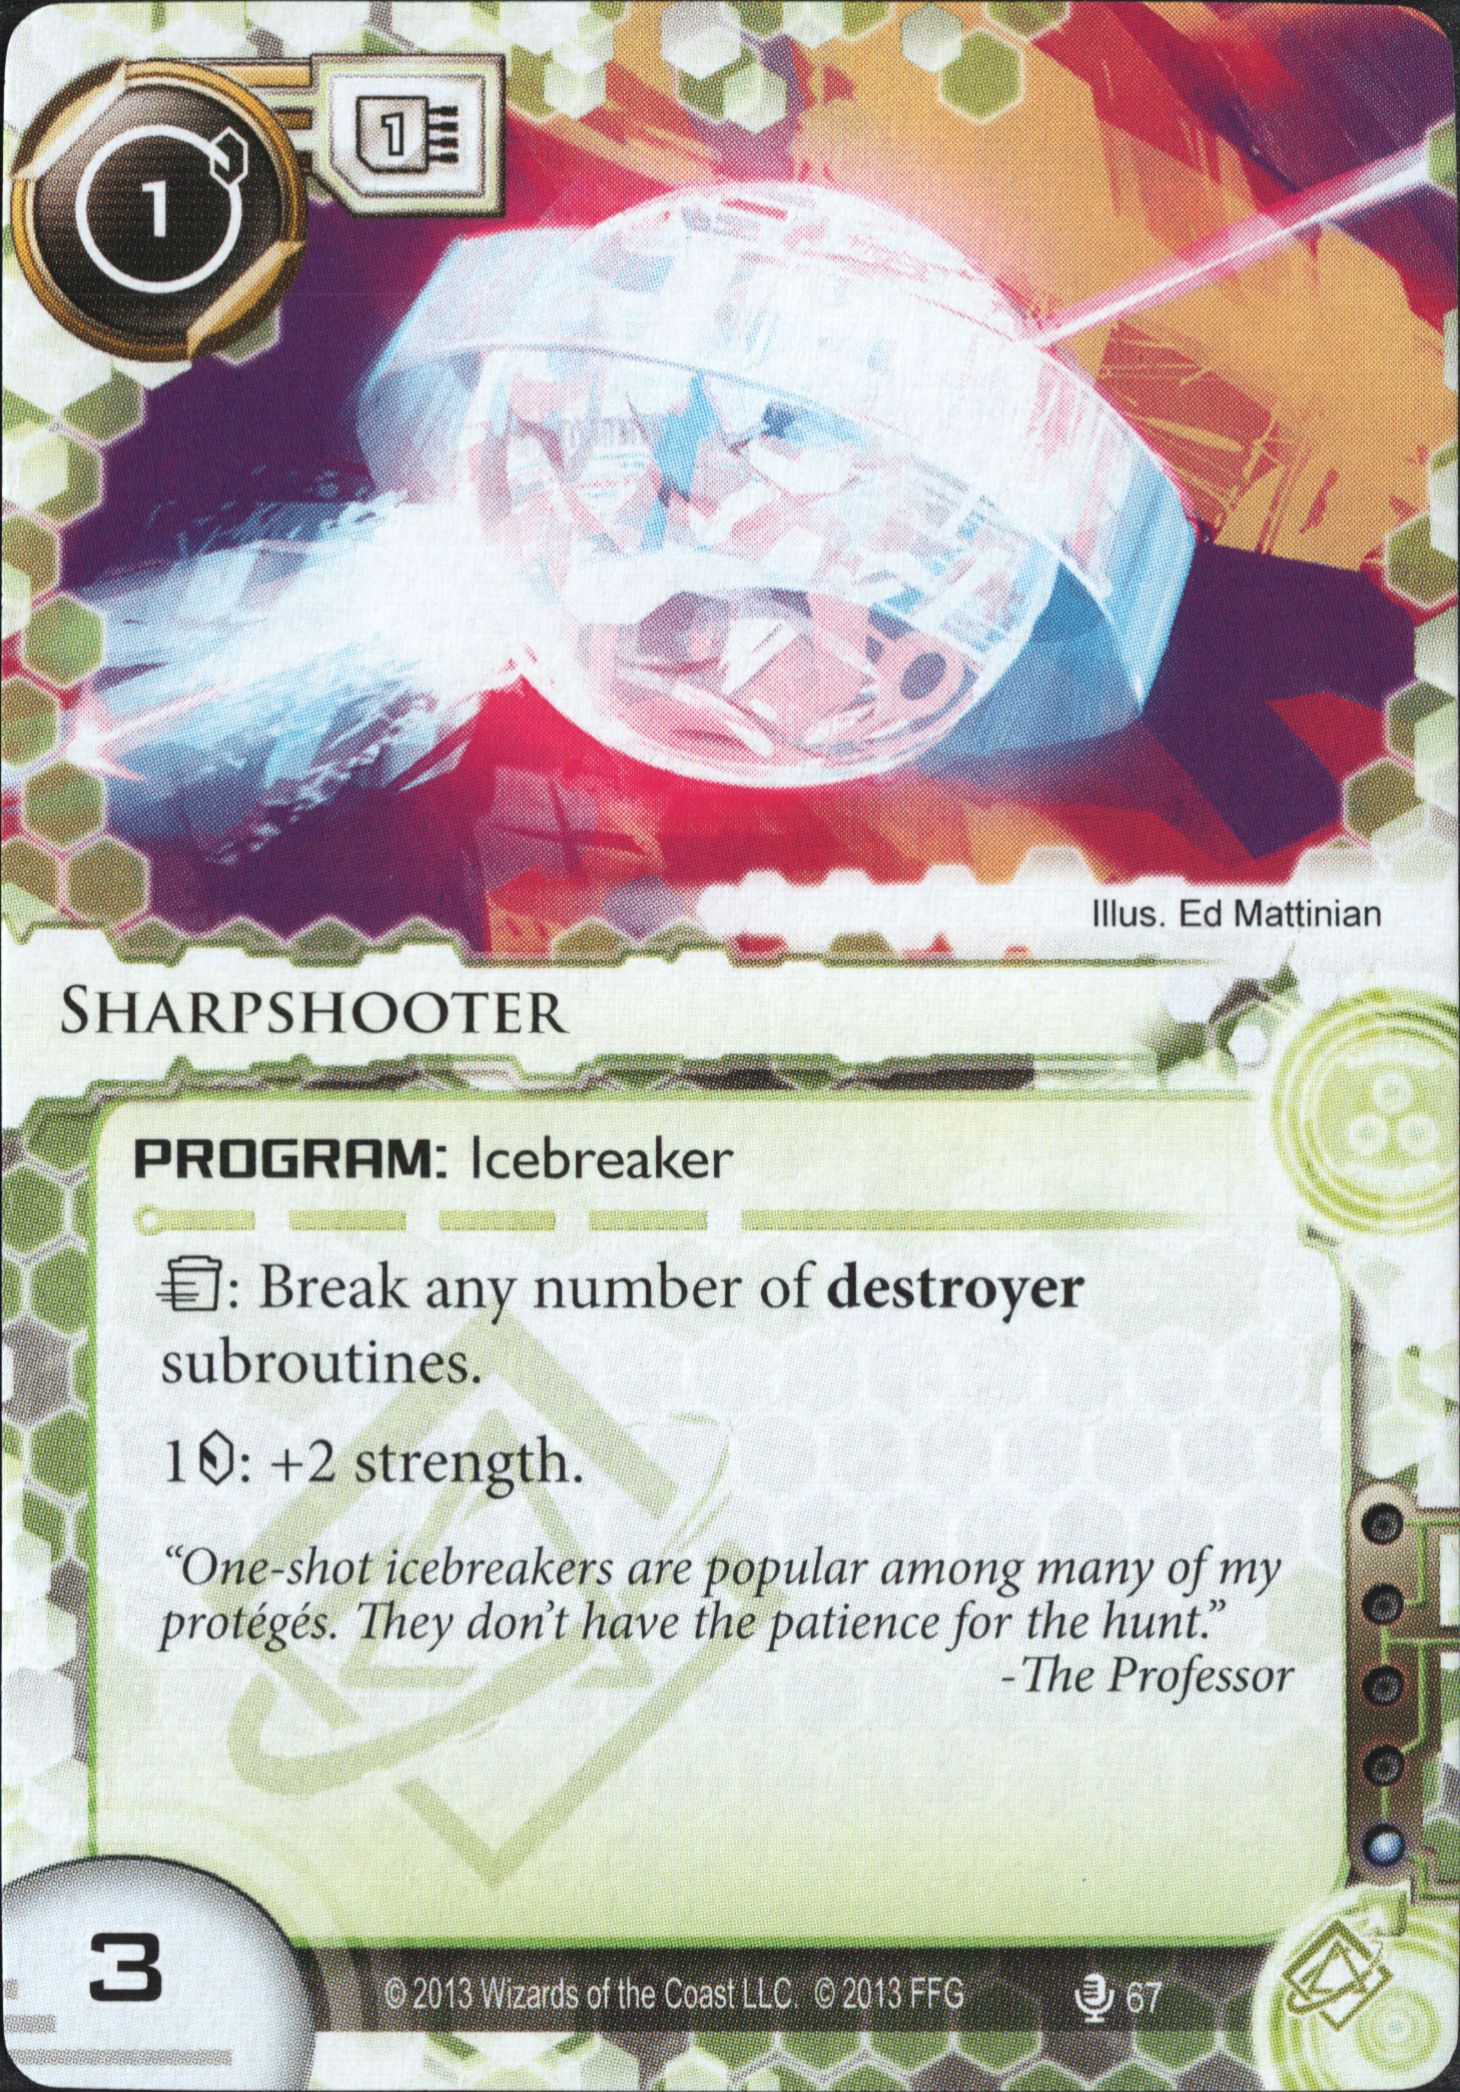 1
1
Illus. Ed Mattinian
SHARPSHOOTER
PROGRAM: Icebreaker
: Break any number of destroyer
subroutines.
1: +2 strength.
“One-shot icebreakers are popular among many of my
protégés. They don’t have the patience for the hunt.”
-The Professor
3
© 2013 Wizards of the Coast LLC. © 2013 FFG
67